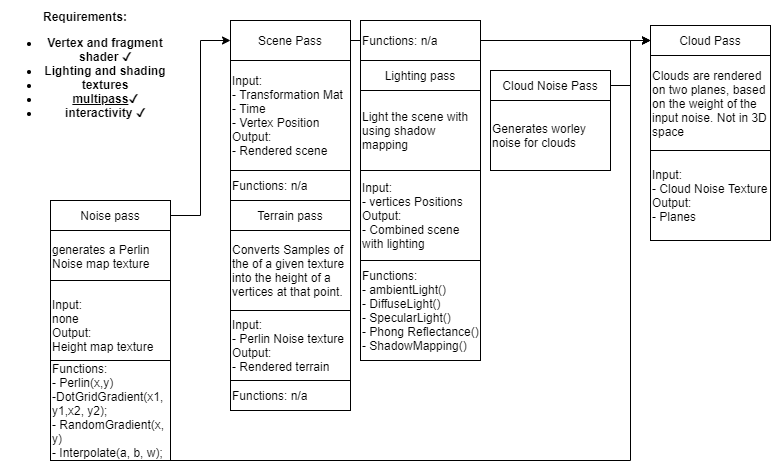 Requirements:
Vertex and fragment
shader ✓
Lighting and shading
textures
multipass✓
interactivity ✓
Noise pass
generates a Perlin
Noise map texture
Input:
none
Output:
Height map texture
Functions:
- Perlin(x,y)
-DotGridGradient(x1,
y1,x2, y2);
- RandomGradient(x,
y)
- Interpolate(a, b, w);
Scene Pass
Input:
- Transformation Mat
- Time
- Vertex Position
Output:
- Rendered scene
Functions: n/a
Terrain pass
Converts Samples of
the of a given texture
into the height of a
vertices at that point.
Input:
- Perlin Noise texture
Output:
- Rendered terrain
Functions: n/a
Functions: n/a
Lighting pass
Light the scene with
using shadow
mapping
Input:
- vertices Positions
Output:
- Combined scene
with lighting
Functions:
- ambientLight()
- DiffuseLight()
- SpecularLight()
- Phong Reflectance()
- ShadowMapping()
Cloud Noise Pass
Generates worley
noise for clouds
Cloud Pass
Clouds are rendered
on two planes, based
on the weight of the
input noise. Not in 3D
space
Input:
- Cloud Noise Texture
Output:
- Planes